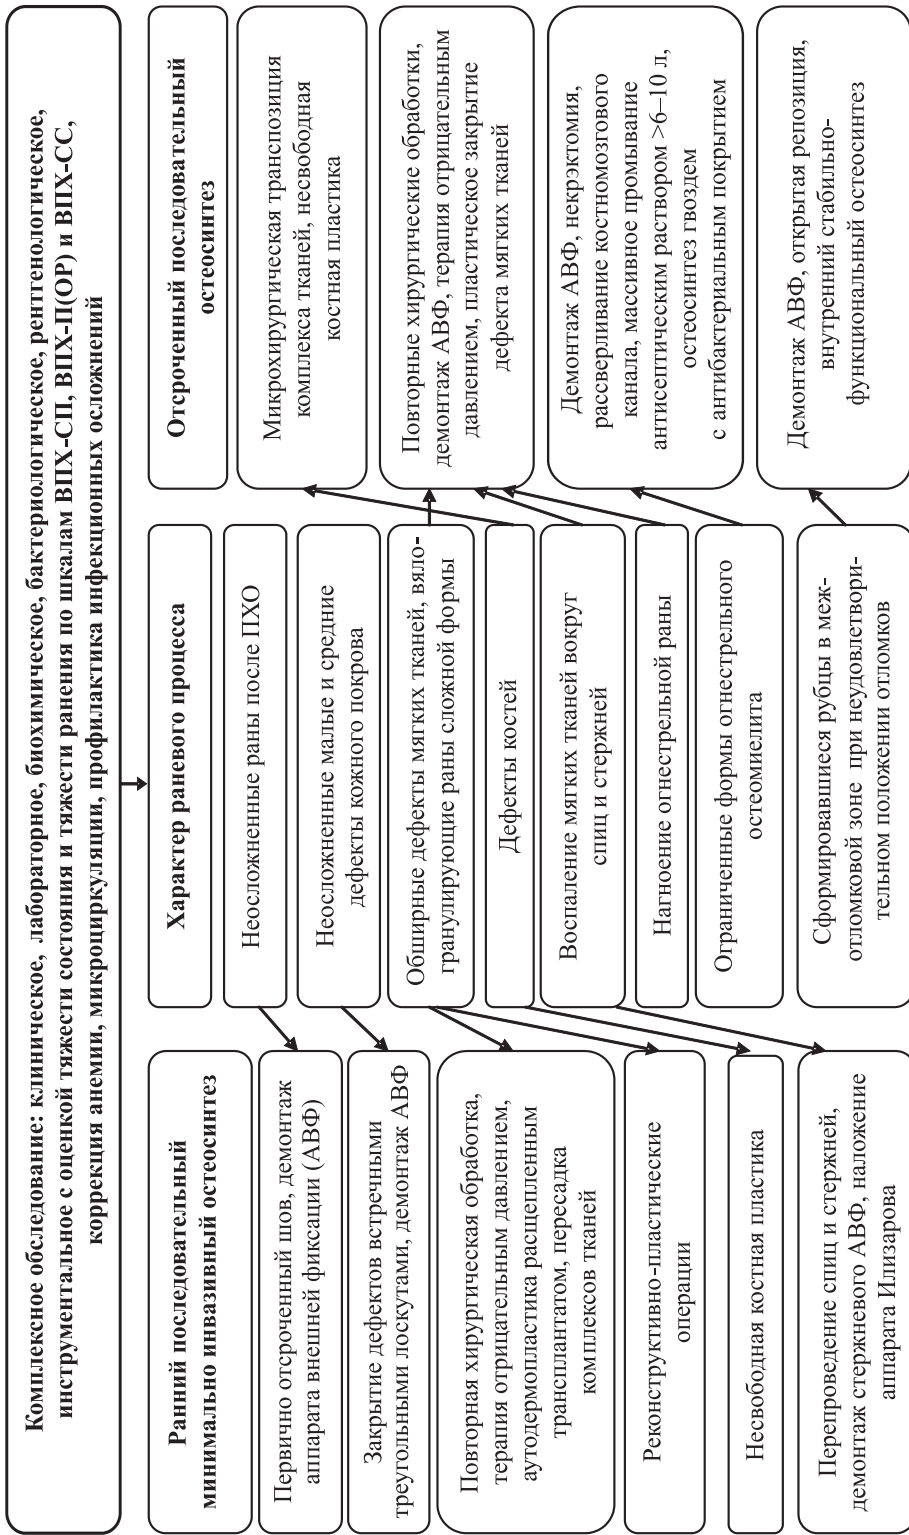 Комплексное обследование: клиническое, лабораторное, биохимическое, бактериологическое, рентгенологическое,
инструментальное с оценкой тяжести состояния и тяжести ранения по шкалам ВПХ-СП, ВПХ-П(ОР) и ВПХ-СС,
коррекция анемии, микроциркуляции, профилактика инфекционных осложнений
Ранний последовательный
минимально инвазивный остеосинтез
Первично отсроченный шов, демонтаж
аппарата внешней фиксации (АВФ)
Закрытие дефектов встречными
треугольными лоскутами, демонтаж АВФ
Повторная хирургическая обработка,
терапия отрицательным давлением,
аутодермопластика расщепленным
трансплантатом, пересадка
комплексов тканей
Реконструктивно-пластические
операции
Несвободная костная пластика
Перепроведение спиц и стержней,
демонтаж стержневого АВФ, наложение
аппарата Илизарова
Характер раневого процесса
Неосложненные раны после ПХО
Неосложненные малые и средние
дефекты кожного покрова
Обширные дефекты мягких тканей, вяло-
гранулирующие раны сложной формы
Дефекты костей
Воспаление мягких тканей вокруг
спиц и стержней
Нагноение огнестрельной раны
Ограниченные формы огнестрельного
остеомиелита
Сформировавшиеся рубцы в меж-
отломковой зоне при неудовлетвори-
тельном положении отломков
Отсроченный последовательный
остеосинтез
Микрохирургическая транспозиция
комплекса тканей, несвободная
костная пластика
Повторные хирургические обработки,
демонтаж АВФ, терапия отрицательным
давлением, пластическое закрытие
дефекта мягких тканей
Демонтаж АВФ, некрэктомия,
рассверливание костномозгового
канала, массивное промывание
антисептическим раствором >6–10 л,
остеосинтез гвоздем
с антибактериальным покрытием
Демонтаж АВФ, открытая репозиция,
внутренний стабильно-
функциональный остеосинтез